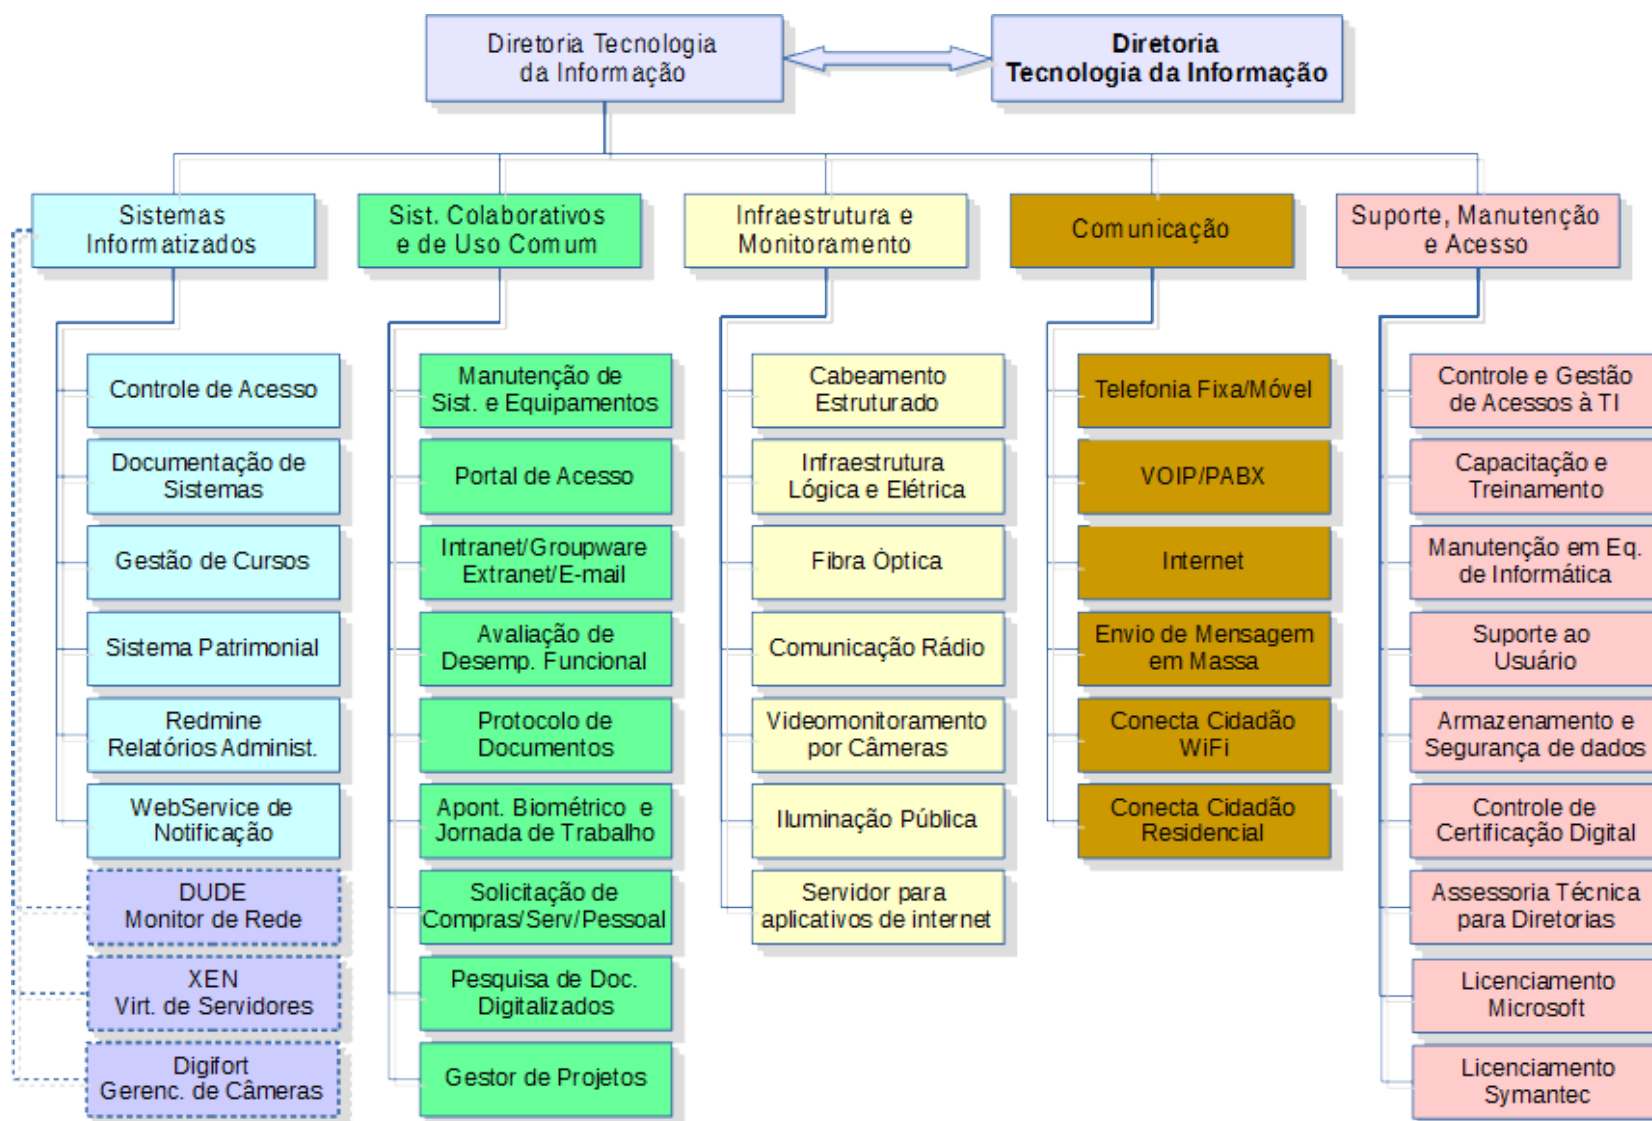 Diretoria Tecnologia
da Informação
Diretoria
Tecnologia da Informação
Sistemas
Informatizados
Controle de Acesso
Documentação de
Sistemas
Gestão de Cursos
Sistema Patrimonial
Redmine
Relatórios Administ.
WebService de
Notificação
DUDE
Monitor de Rede
XEN
Virt. de Servidores
Digifort
Gerenc. de Câmeras
Sist. Colaborativos
e de Uso Comum
Manutenção de
Sist. e Equipamentos
Portal de Acesso
Intranet/Groupware
Extranet/E-mail
Avaliação de
Desemp. Funcional
Protocolo de
Documentos
Apont. Biométrico e
Jornada de Trabalho
Solicitação de
Compras/Serv/Pessoal
Pesquisa de Doc.
Digitalizados
Gestor de Projetos
Infraestrutura e
Monitoramento
Cabeamento
Estruturado
Infraestrutura
Lógica e Elétrica
Fibra Óptica
Comunicação Rádio
Videomonitoramento
por Câmeras
Iluminação Pública
Servidor para
aplicativos de internet
Comunicação
Telefonia Fixa/Móvel
VOIP/PABX
Internet
Envio de Mensagem
em Massa
Conecta Cidadão
WiFi
Conecta Cidadão
Residencial
Suporte, Manutenção
e Acesso
Controle e Gestão
de Acessos à TI
Capacitação e
Treinamento
Manutenção em Eq.
de Informática
Suporte ao
Usuário
Armazenamento e
Segurança de dados
Controle de
Certificação Digital
Assessoria Técnica
para Diretorias
Licenciamento
Microsoft
Licenciamento
Symantec